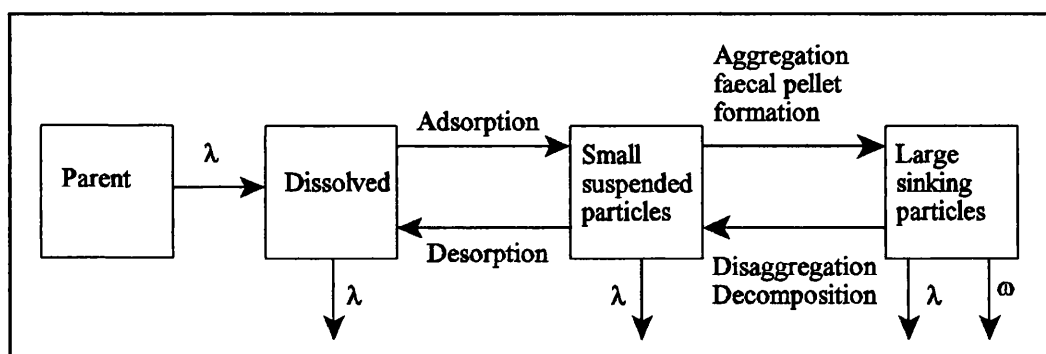 Parent
λ
Dissolved
λ
Adsorption
Desorption
Small
suspended
particles
λ
Aggregation
faecal pellet
formation
Disaggregation
Decomposition
Large
sinking
particles
λ
ω